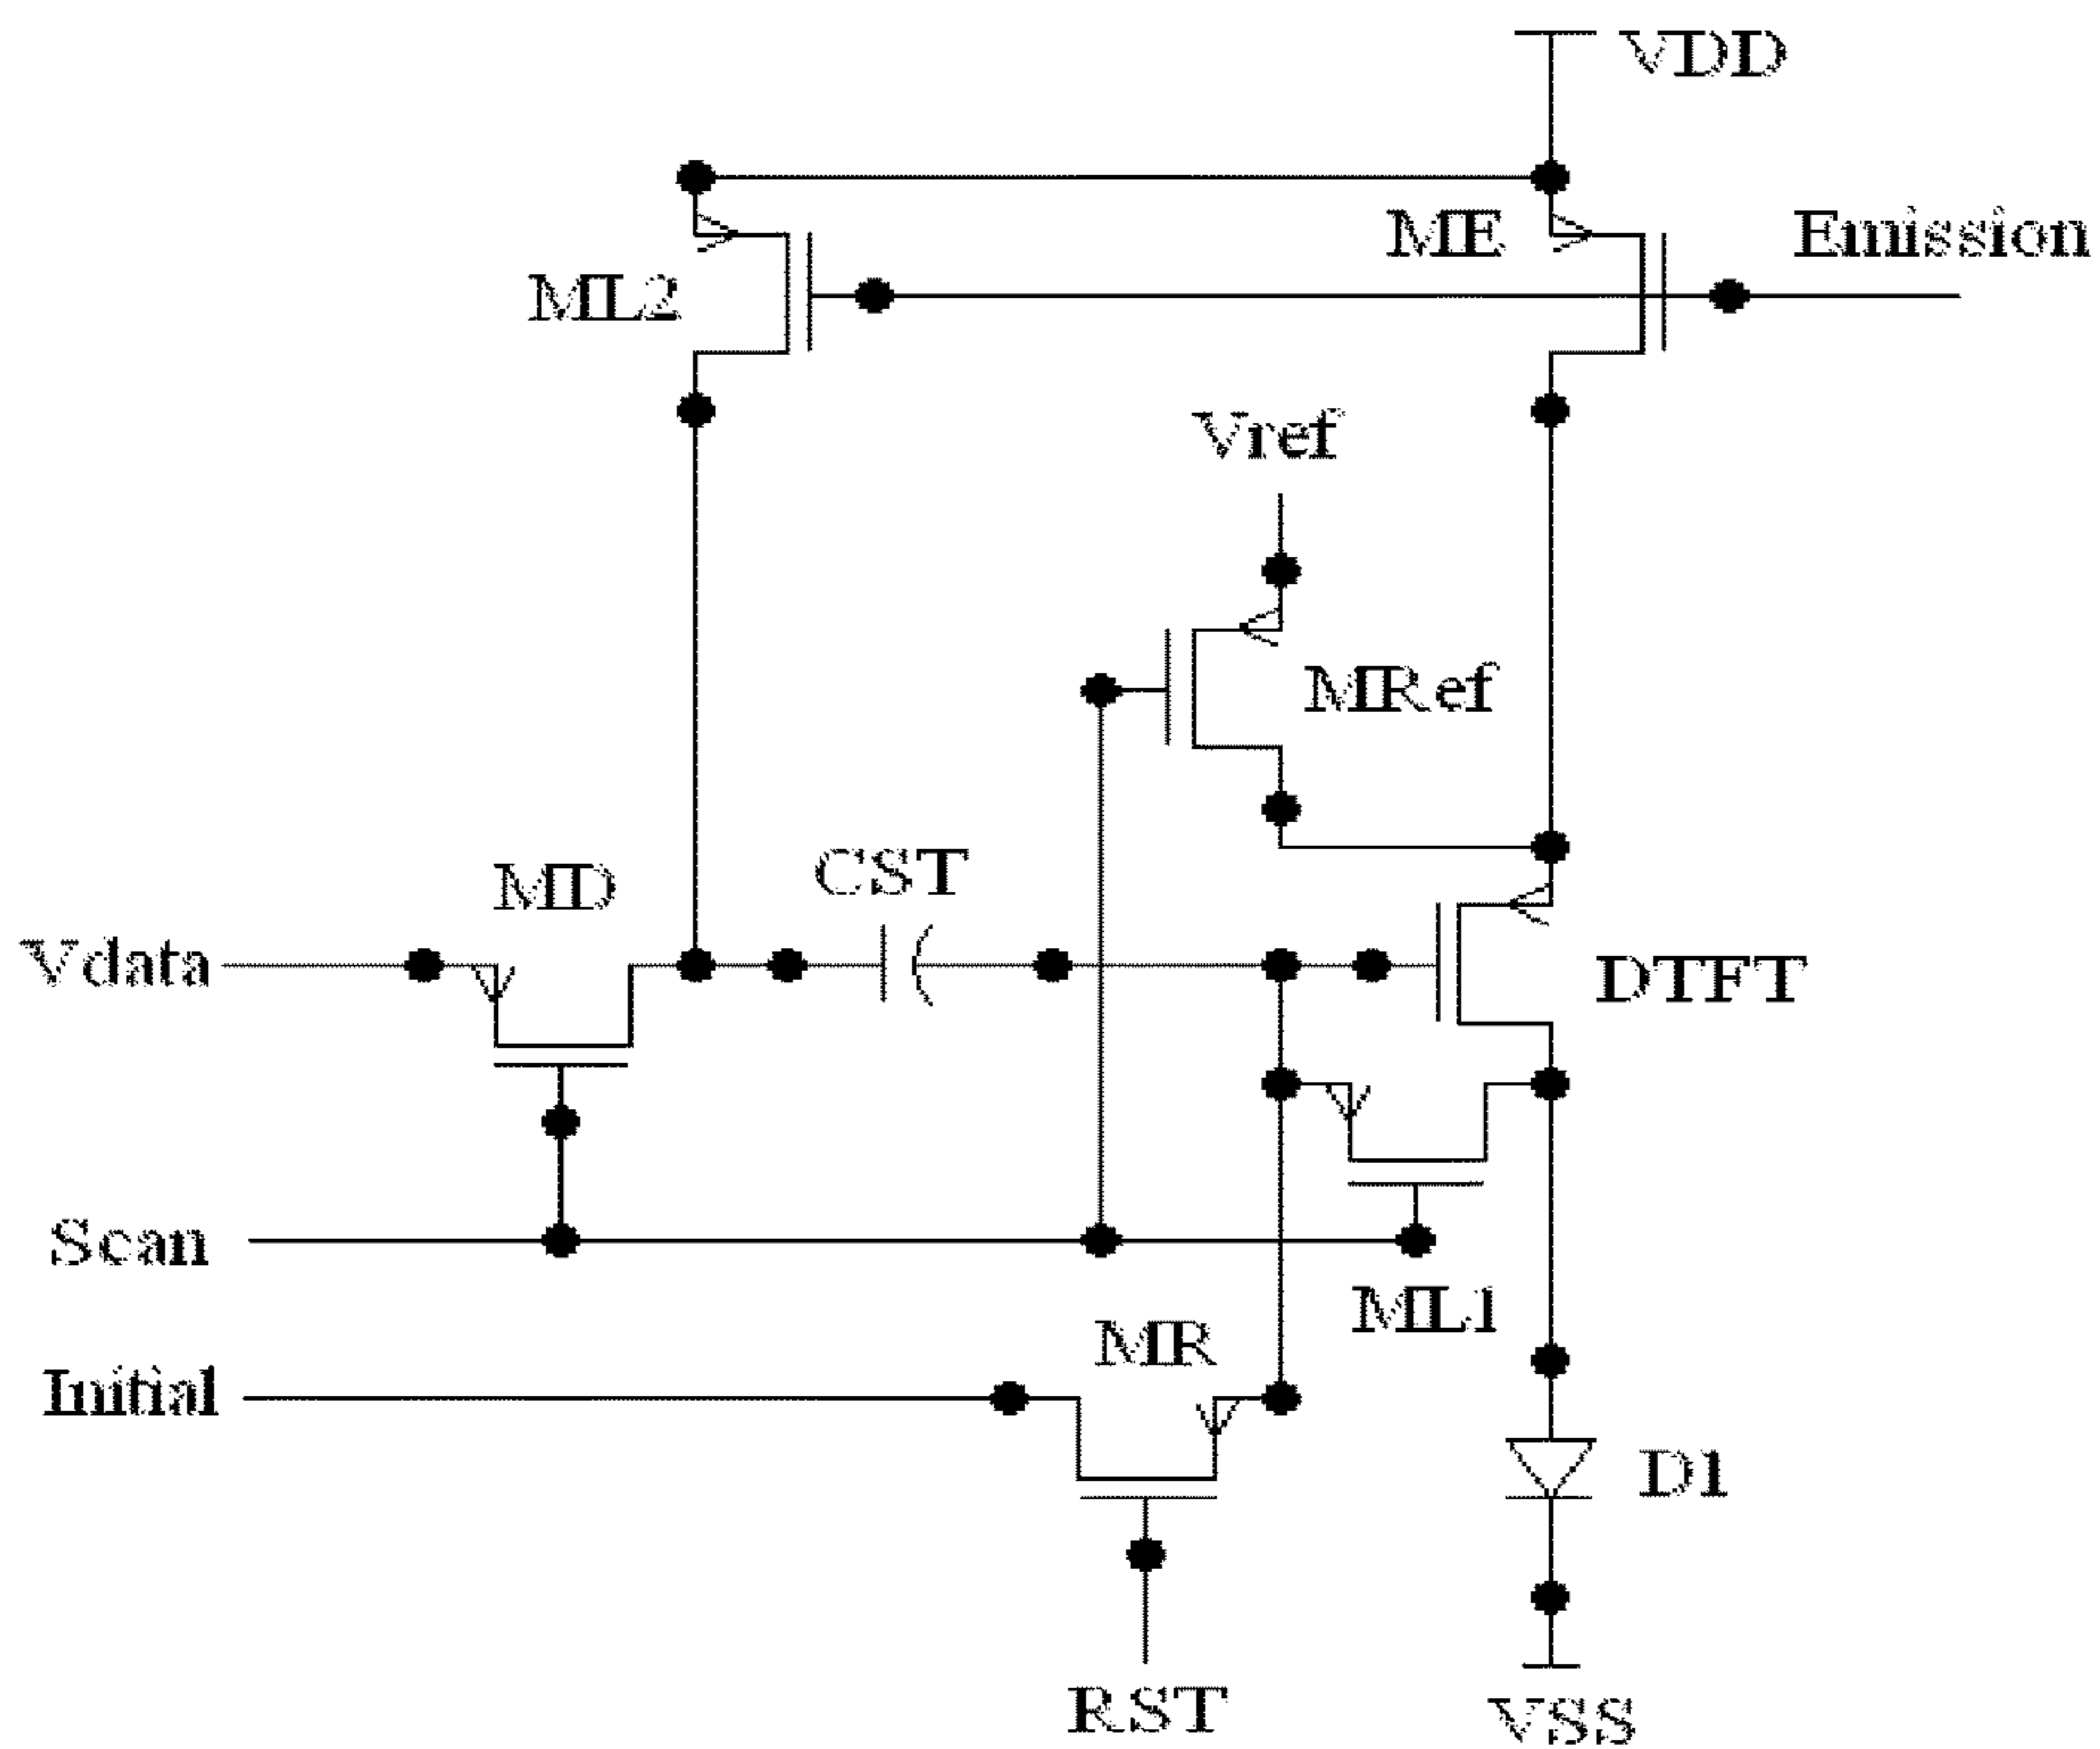 VDD
ME
Emission
ML2
Vref
MRef
MD
CST
Vdata
DTFT
Scan
ML1
MR
Initial
D1
RST
VSS